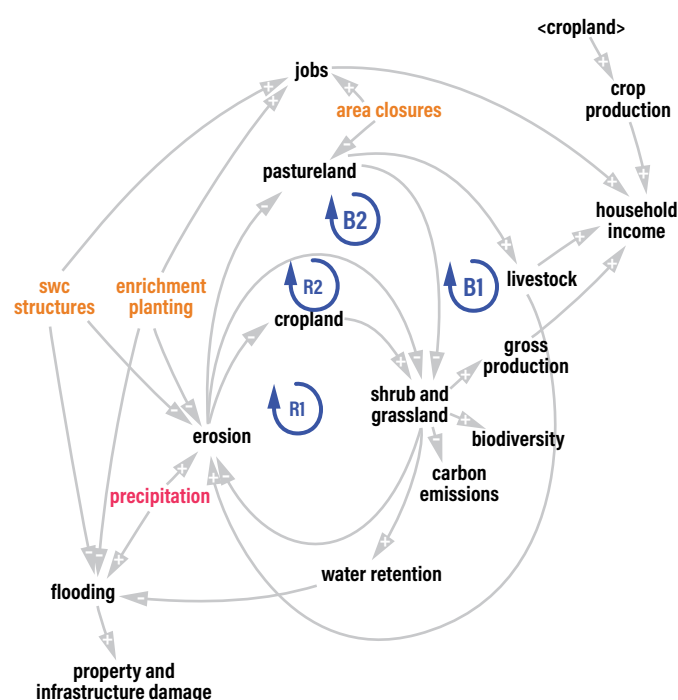 <cropland>
jobs
crop
production
area closures
pastureland
household
income
B2
swc
structures
enrichment
planting
R2
B1
livestock
cropland
gross
production
shrub and
grassland
R1
erosion
biodiversity
carbon
emissions
precipitation
water retention
flooding
property and
infrastructure damage